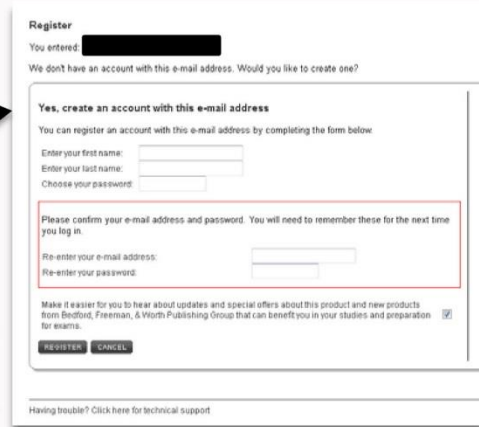 Register
You entered:
We don't have an account with this e-mail address. Would you like to create one?
Yes, create an account with this e-mail address
You can register an account with this e-mail address by completing the form below.
Enter your first name:
Enter your last name:
Choose your password:
Please confirm your e-mail address and password. You will need to remember these for the next time
you log in.
Re-enter your e-mail address:
Re-enter your password:
Make it easier for you to hear about updates and special offers about this product and new products
from Bedford, Freeman, & Worth Publishing Group that can benefit you in your studies and preparation
for exams.
REGISTER CANCEL
Having trouble? Click here for technical support